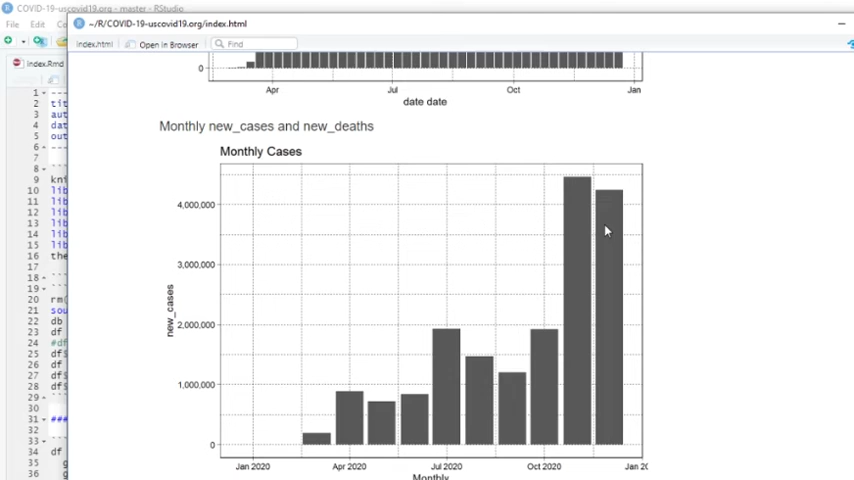 COVID-19-uscovid19.org - master - RStudio
~/R/COVID-19-uscovid19.org/index.html
File Edit
index.html Open in Browser Find
index.Rmd
0
Apr Jul Oct Jan
date date
Monthly new_cases and new_deaths
Monthly Cases
4,000,000
3,000,000
2,000,000
1,000,000
0
new_cases
Jan 2020 Apr 2020 Jul 2020 Oct 2020 Jan 20
Monthly
1 ---
2 tit
3 aut
4 dat
5 out
6 ---
7
8
9 kni
10 lib
11 lib
12 lib
13 lib
14 lib
15 lib
16 the
17
18
19
20 rm(
21 sou
22 db
23 df
24 #df
25 df$
26 df
27 df$
28 df$
29
30
31 ###
32
33
34 df
35 g
36 g